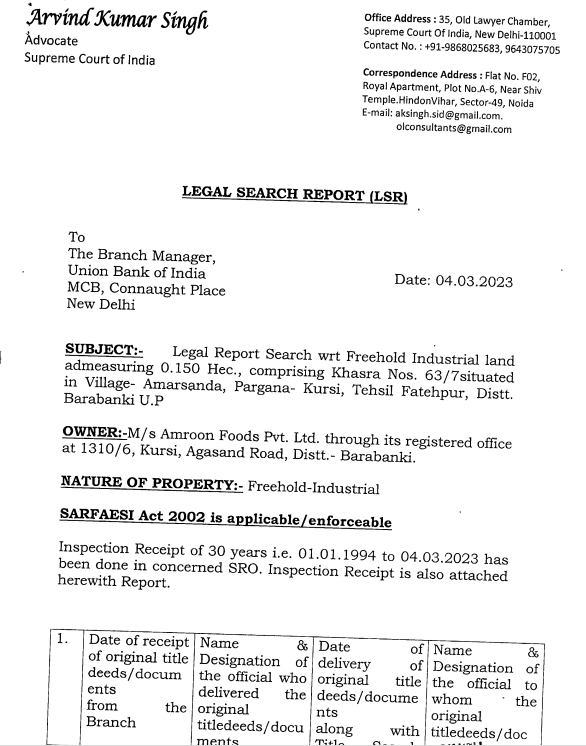 Arvind Kumar Singh
Advocate
Supreme Court of India
Office Address : 35, Old Lawyer Chamber,
Supreme Court Of India, New Delhi-110001
Contact No. : +91-9868025683, 9643075705
Correspondence Address : Flat No. F02,
Royal Apartment, Plot No.A-6, Near Shiv
Temple.HindonVihar, Sector-49, Noida
E-mail: aksingh.sid@gmail.com.
olconsultants@gmail.com
LEGAL SEARCH REPORT (LSR)
To
The Branch Manager,
Union Bank of India
MCB, Connaught Place
New Delhi
Date: 04.03.2023
SUBJECT:- Legal Report Search wrt Freehold Industrial land
admeasuring 0.150 Hec., comprising Khasra Nos. 63/7situated
in Village- Amarsanda, Pargana- Kursi, Tehsil Fatehpur, Distt.
Barabanki U.P
OWNER:-M/s Amroon Foods Pvt. Ltd. through its registered office
at 1310/6, Kursi, Agasand Road, Distt.- Barabanki.
NATURE OF PROPERTY:- Freehold-Industrial
SARFAESI Act 2002 is applicable/enforceable
Inspection Receipt of 30 years i.e. 01.01.1994 to 04.03.2023 has
been done in concerned SRO. Inspection Receipt is also attached
herewith Report.
1.
Date of receipt
of original title
deeds/docum
ents
from the
Branch
Name &
Designation of
the official who
delivered the
original
titledeeds/docu
ments
Date of
delivery of
original title
deeds/docume
nts
along with
Name &
Designation of
the official to
whom the
original
titledeeds/doc